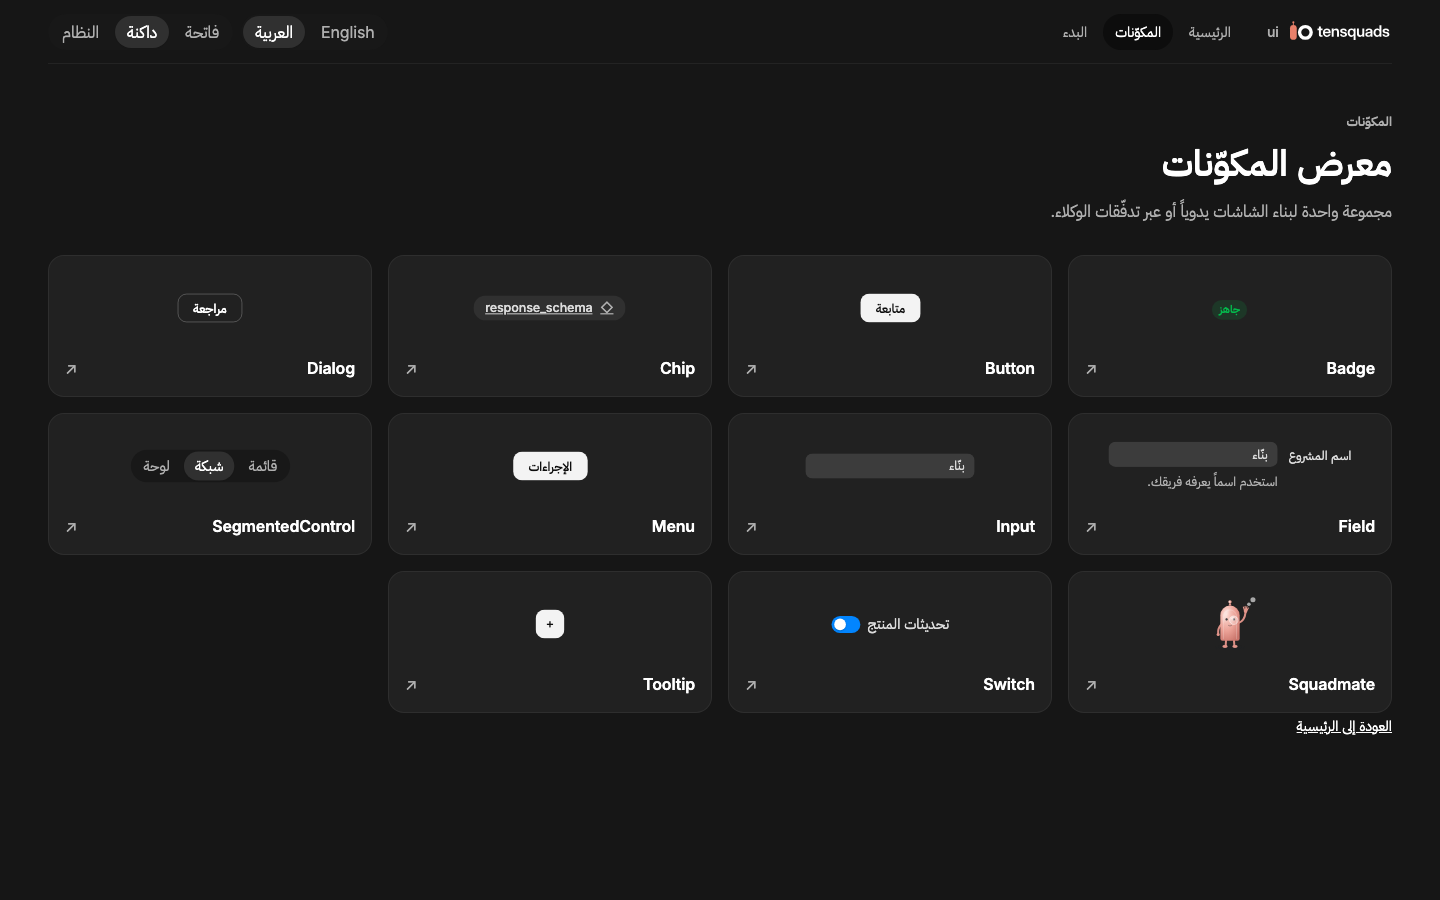 tensquads ui
الرئيسية
المكوّنات
البدء
English
العربية
فاتحة
داكنة
النظام
المكوّنات
معرض المكوّنات
مجموعة واحدة لبناء الشاشات يدوياً أو عبر تدفّقات الوكلاء.
جاهز
Badge
متابعة
Button
response_schema
Chip
مراجعة
Dialog
اسم المشروع
بنّاء
استخدم اسماً يعرفه فريقك.
Field
بنّاء
Input
الإجراءات
Menu
قائمة
شبكة
لوحة
SegmentedControl
Squadmate
تحديثات المنتج
Switch
+
Tooltip
العودة إلى الرئيسية